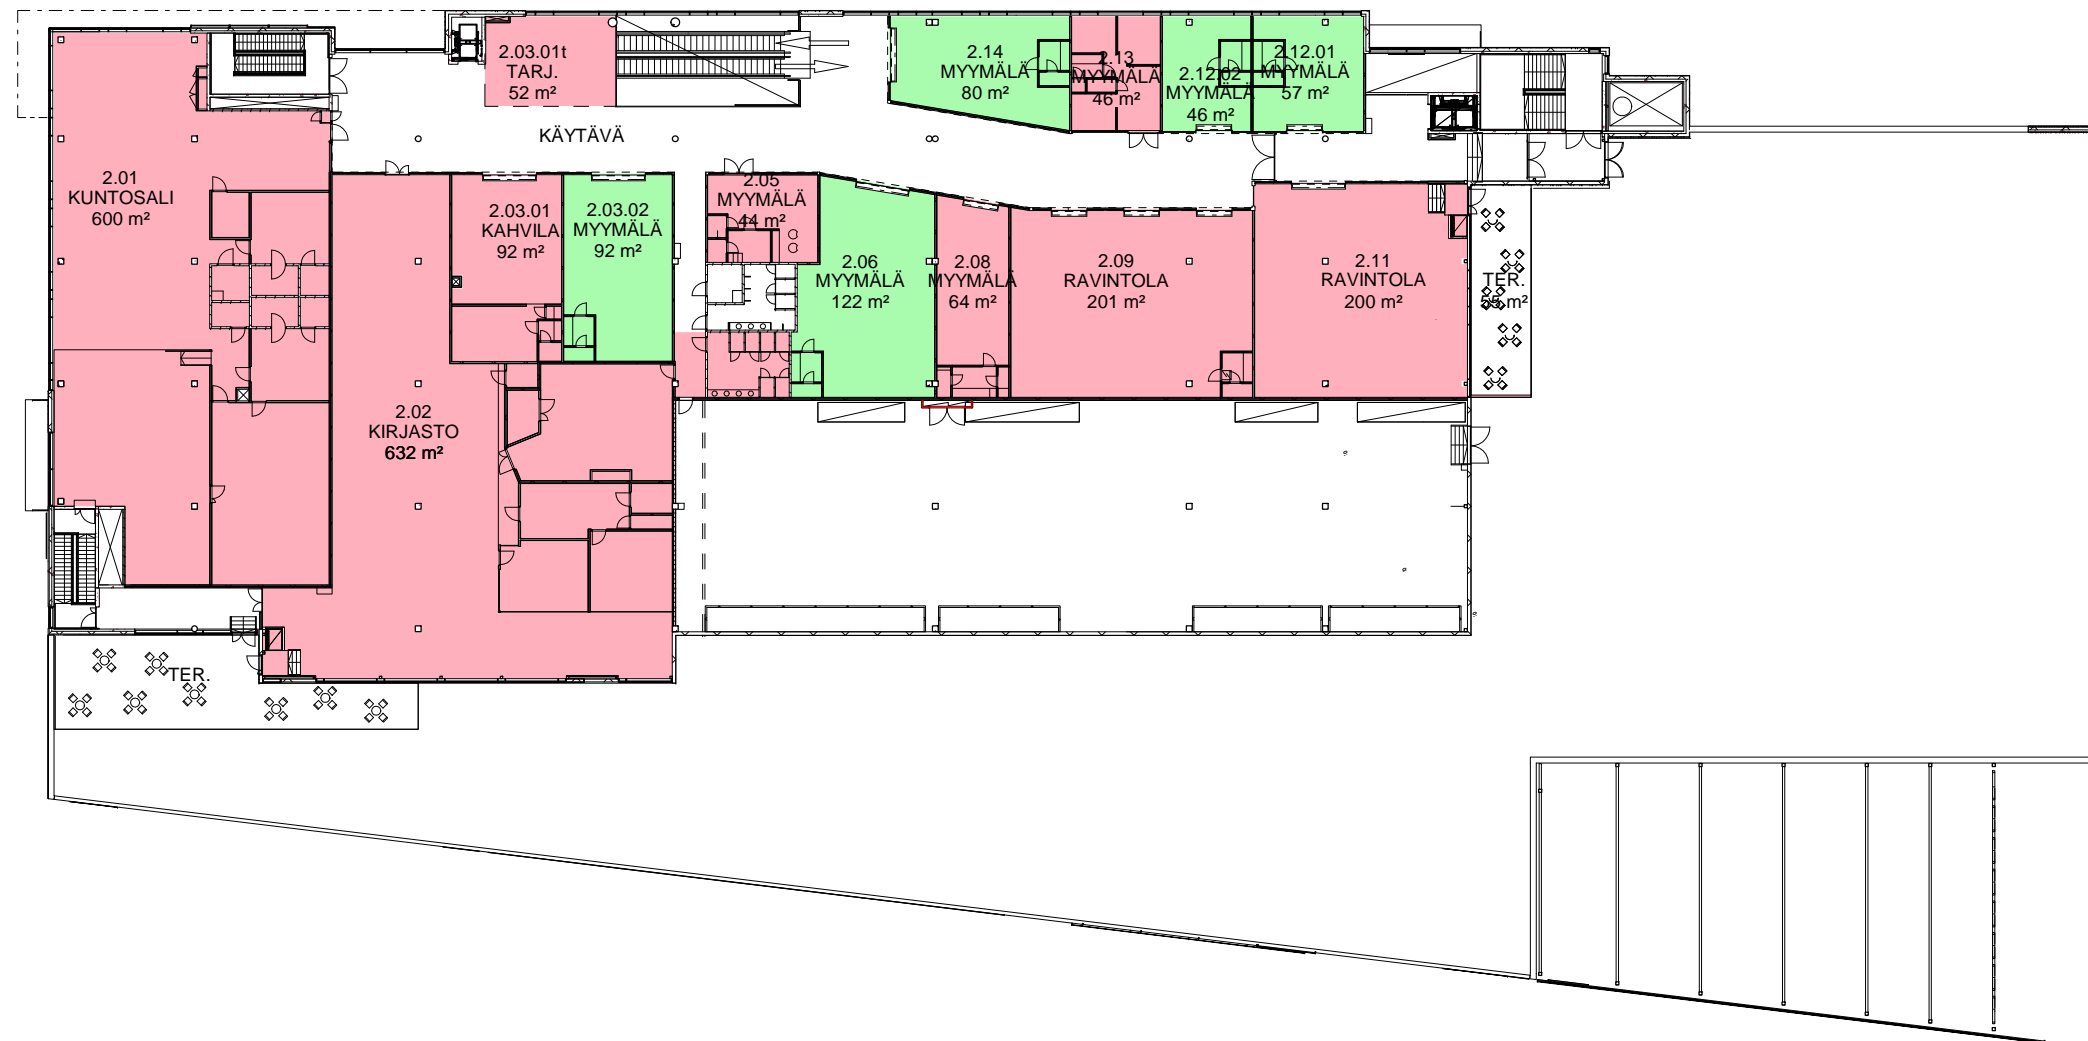 2.03.01t
TARJ.
52 m²
2.14
MYYMÄLÄ
80 m²
2.13
MYYMÄLÄ
46 m²
2.12.02
MYYMÄLÄ
46 m²
2.12.01
MYYMÄLÄ
57 m²
KÄYTÄVÄ
2.01
KUNTOSALI
600 m²
2.03.01
KAHVILA
92 m²
2.03.02
MYYMÄLÄ
92 m²
2.05
MYYMÄLÄ
44 m²
2.06
MYYMÄLÄ
122 m²
2.08
MYYMÄLÄ
64 m²
2.09
RAVINTOLA
201 m²
2.11
RAVINTOLA
200 m²
TER.
55 m²
2.02
KIRJASTO
632 m²
TER.